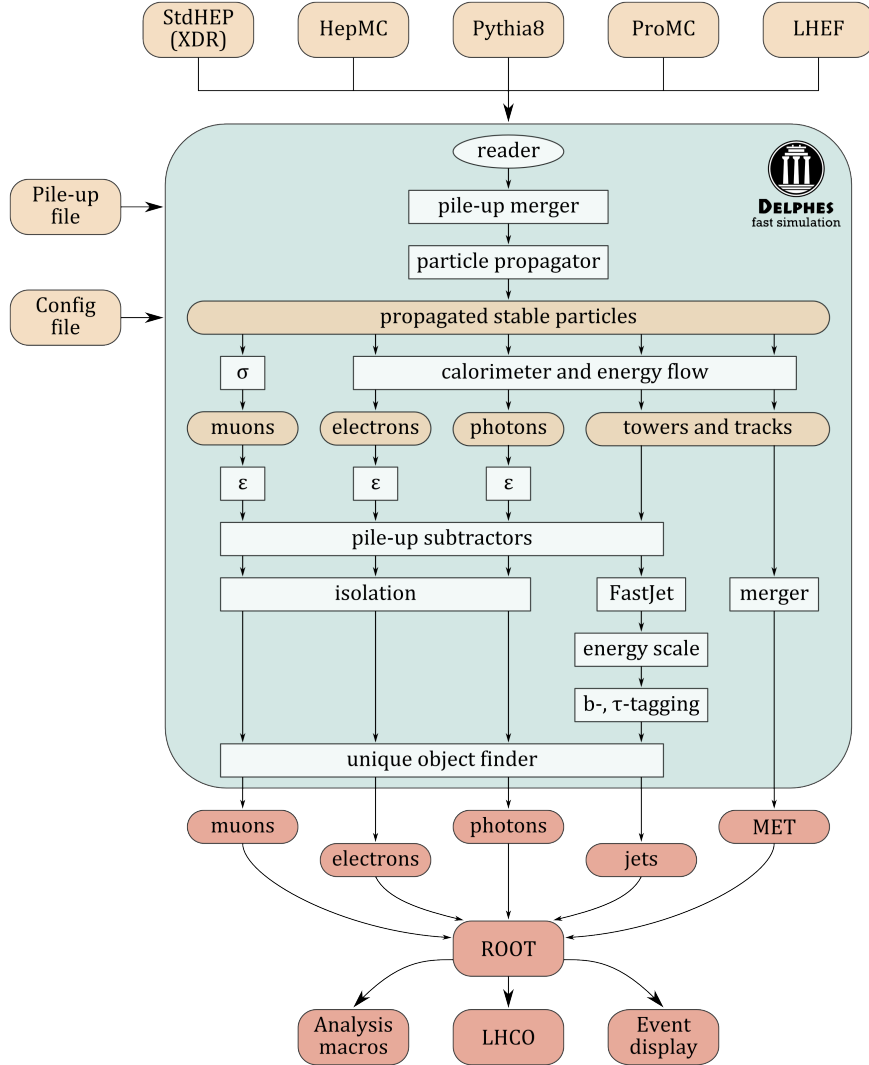 StdHEP
(XDR)
HepMC
Pythia8
ProMC
LHEF
reader
DELPHES
fast simulation
Pile-up
file
pile-up merger
particle propagator
Config
file
propagated stable particles
σ
calorimeter and energy flow
muons
electrons
photons
towers and tracks
ε
ε
ε
pile-up subtractors
isolation
FastJet
merger
energy scale
b-, τ-tagging
unique object finder
muons
photons
MET
electrons
jets
ROOT
Analysis
macros
LHCO
Event
display